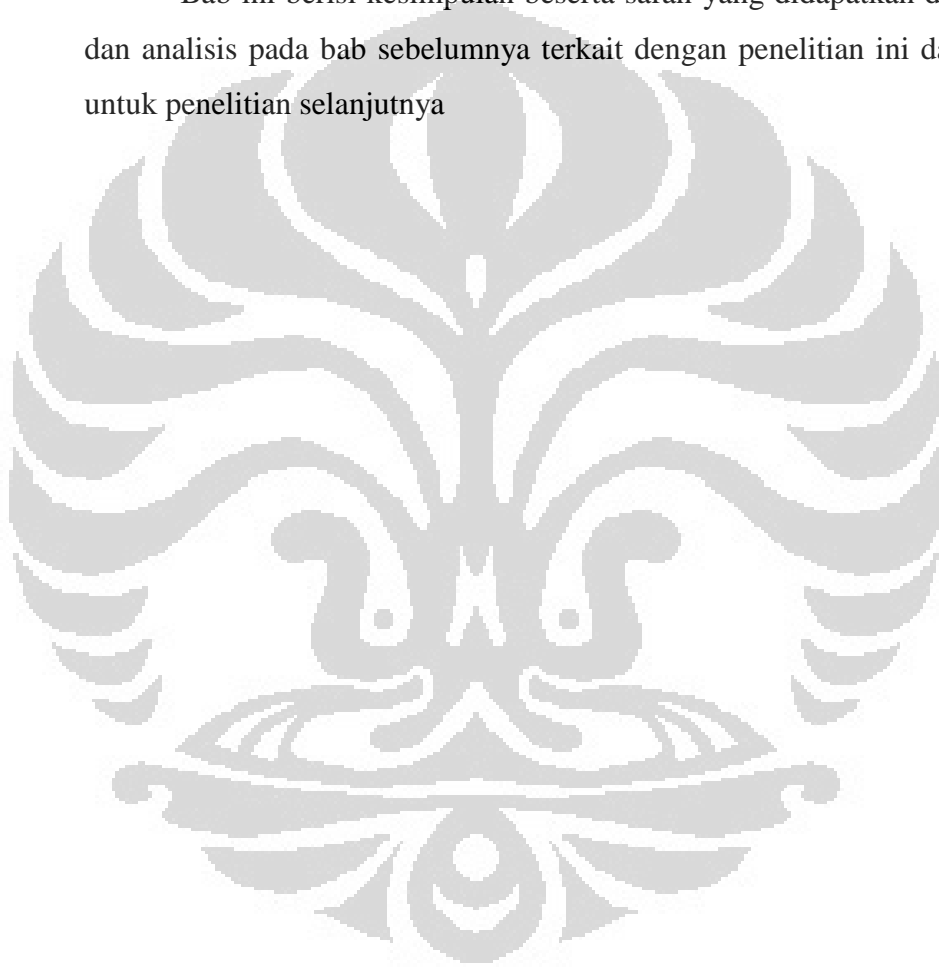 Bab ini berisi kesimpulan beserta saran yang didapatkan
dan analisis pada bab sebelumnya terkait dengan penelitian ini
untuk penelitian selanjutnya